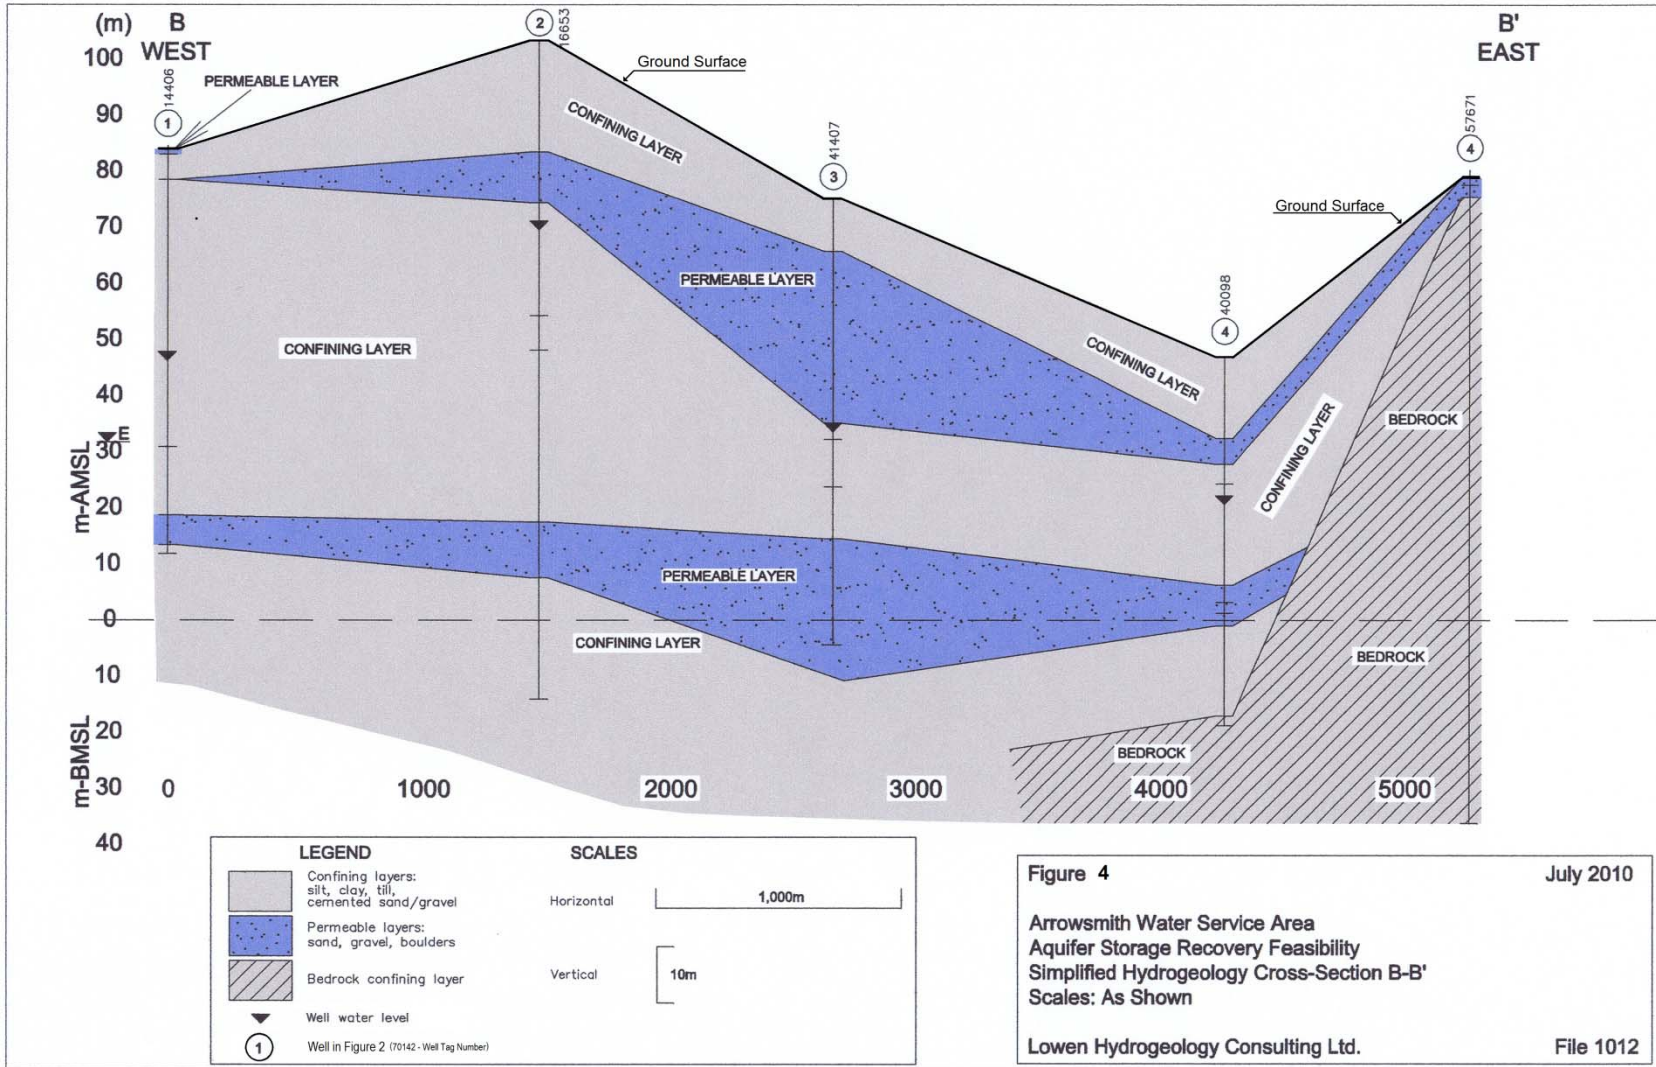 (m)
B
WEST
B'
EAST
100
90
80
70
60
50
40
30
20
10
0
10
20
30
40
m-AMSL
m-BMSL
E
1
14406
PERMEABLE LAYER
2
16653
Ground Surface
CONFINING LAYER
3
41407
4
40098
4
57671
Ground Surface
PERMEABLE LAYER
CONFINING LAYER
CONFINING LAYER
CONFINING LAYER
BEDROCK
PERMEABLE LAYER
CONFINING LAYER
BEDROCK
BEDROCK
0
1000
2000
3000
4000
5000
LEGEND
Confining layers:
silt, clay, till,
cemented sand/gravel
Permeable layers:
sand, gravel, boulders
Bedrock confining layer
Well water level
1
Well in Figure 2 (70142 - Well Tag Number)
SCALES
Horizontal
1,000m
Vertical
10m
Figure 4
July 2010
Arrowsmith Water Service Area
Aquifer Storage Recovery Feasibility
Simplified Hydrogeology Cross-Section B-B'
Scales: As Shown
Lowen Hydrogeology Consulting Ltd.
File 1012